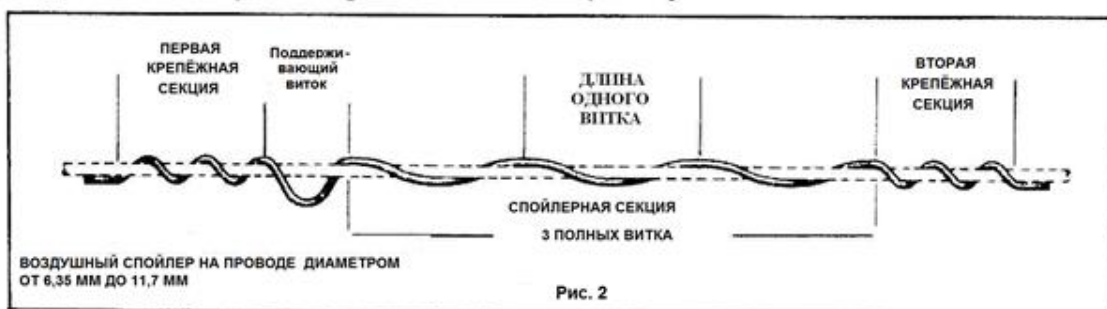 ПЕРВАЯ
КРЕПЁЖНАЯ
СЕКЦИЯ
Поддержи-
вающий
виток
ДЛИНА
ОДНОГО
ВИТКА
ВТОРАЯ
КРЕПЁЖНАЯ
СЕКЦИЯ
СПОЙЛЕРНАЯ СЕКЦИЯ
3 ПОЛНЫХ ВИТКА
ВОЗДУШНЫЙ СПОЙЛЕР НА ПРОВОДЕ ДИАМЕТРОМ
ОТ 6,35 ММ ДО 11,7 ММ
Рис. 2